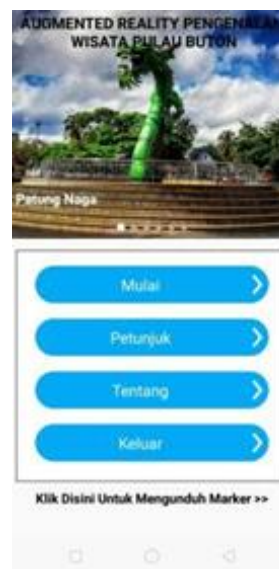 AUGMENTED REALITY PENGENALAN
WISATA PULAU BUTON
Patung Naga
Mulai
Petunjuk
Tentang
Keluar
Klik Disini Untuk Mengunduh Marker >>